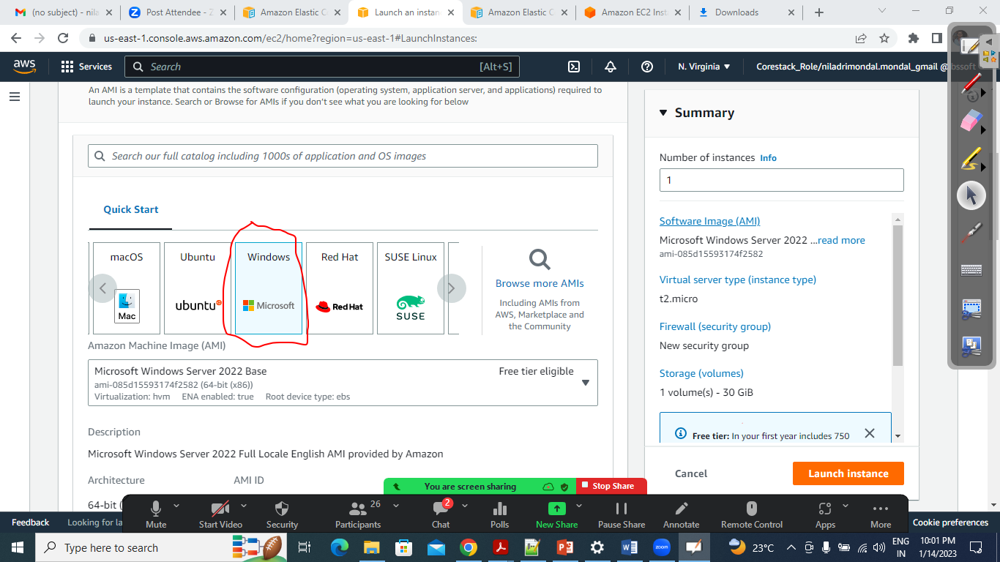 (no subject) - nila
Post Attendee - Z
Amazon Elastic C
Launch an instan
Amazon Elastic C
Amazon EC2 Inst
Downloads
us-east-1.console.aws.amazon.com/ec2/home?region=us-east-1#LaunchInstances:
aws
Services
Search
[Alt+S]
N. Virginia
Corestack_Role/niladrimondal.mondal_gmail @
An AMI is a template that contains the software configuration (operating system, application server, and applications) required to
launch your instance. Search or Browse for AMIs if you don't see what you are looking for below
Search our full catalog including 1000s of application and OS images
Quick Start
macOS
Mac
Ubuntu
ubuntu
Windows
Microsoft
Red Hat
RedHat
SUSE Linux
SUSE
Browse more AMIs
Including AMIs from
AWS, Marketplace and
the Community
Amazon Machine Image (AMI)
Microsoft Windows Server 2022 Base
Free tier eligible
ami-085d15593174f2582 (64-bit (x86))
Virtualization: hvm ENA enabled: true Root device type: ebs
Description
Microsoft Windows Server 2022 Full Locale English AMI provided by Amazon
Architecture
AMI ID
64-bit (
Summary
Number of instances Info
1
Software Image (AMI)
Microsoft Windows Server 2022 ...read more
ami-085d15593174f2582
Virtual server type (instance type)
t2.micro
Firewall (security group)
New security group
Storage (volumes)
1 volume(s) - 30 GiB
Free tier: In your first year includes 750
Cancel
Launch instance
You are screen sharing
Stop Share
Mute
Start Video
Security
Participants
26
Chat
2
Polls
New Share
Pause Share
Annotate
Remote Control
Apps
More
Feedback
Looking for la
Cookie preferences
Type here to search
zoom
23°C
ENG
IN
10:01 PM
1/14/2023